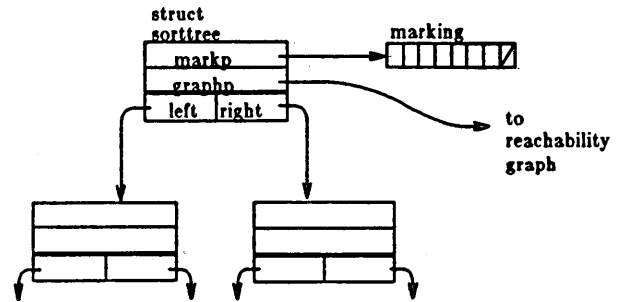 struct
sorttree
markp
graphp
left right
marking
to
reachability
graph